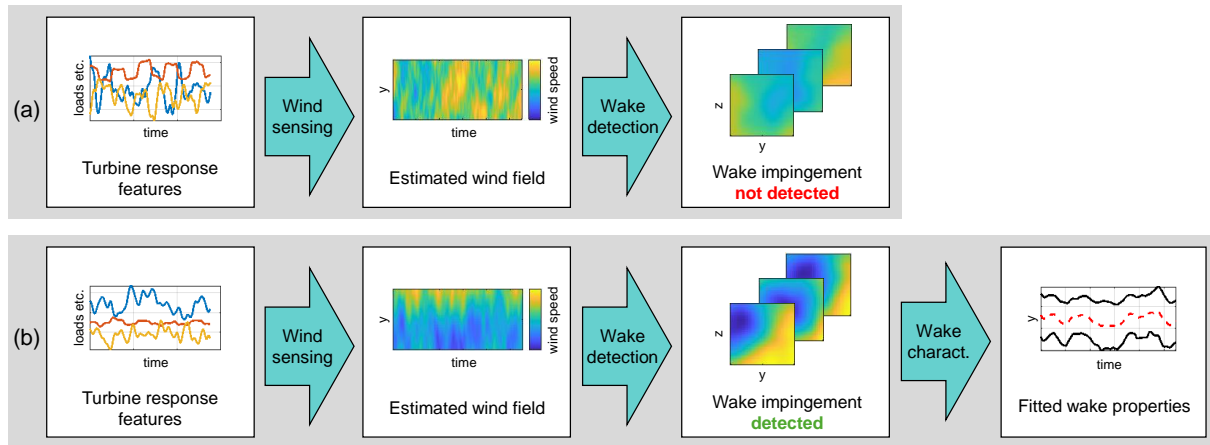 (a)
loads etc.
time
Turbine response
features
Wind
sensing
y
time
wind speed
Estimated wind field
Wake
detection
z
y
Wake impingement
not detected
(b)
loads etc.
time
Turbine response
features
Wind
sensing
y
time
wind speed
Estimated wind field
Wake
detection
z
y
Wake impingement
detected
Wake
charact.
y
time
Fitted wake properties